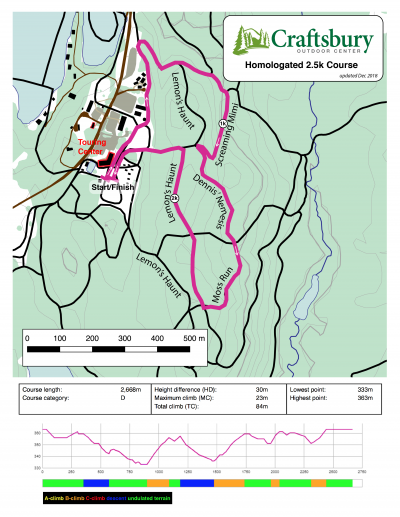 Craftsbury
OUTDOOR CENTER
Homologated 2.5k Course
updated Dec. 2018
Lemon's Haunt
1k
Screaming Mimi
Touring
Center
Start/Finish
Lemon's Haunt
2k
Dennis' Nemesis
Lemon's Haunt
Moss Run
0 100 200 300 400 500 m
Course length: 2,668m
Course category: D
Height difference (HD): 30m
Maximum climb (MC): 23m
Total climb (TC): 84m
Lowest point: 333m
Highest point: 363m
360
350
340
330
0 250 500 750 1000 1250 1500 1750 2000 2250 2500 2750
A-climb B-climb C-climb descent undulated terrain